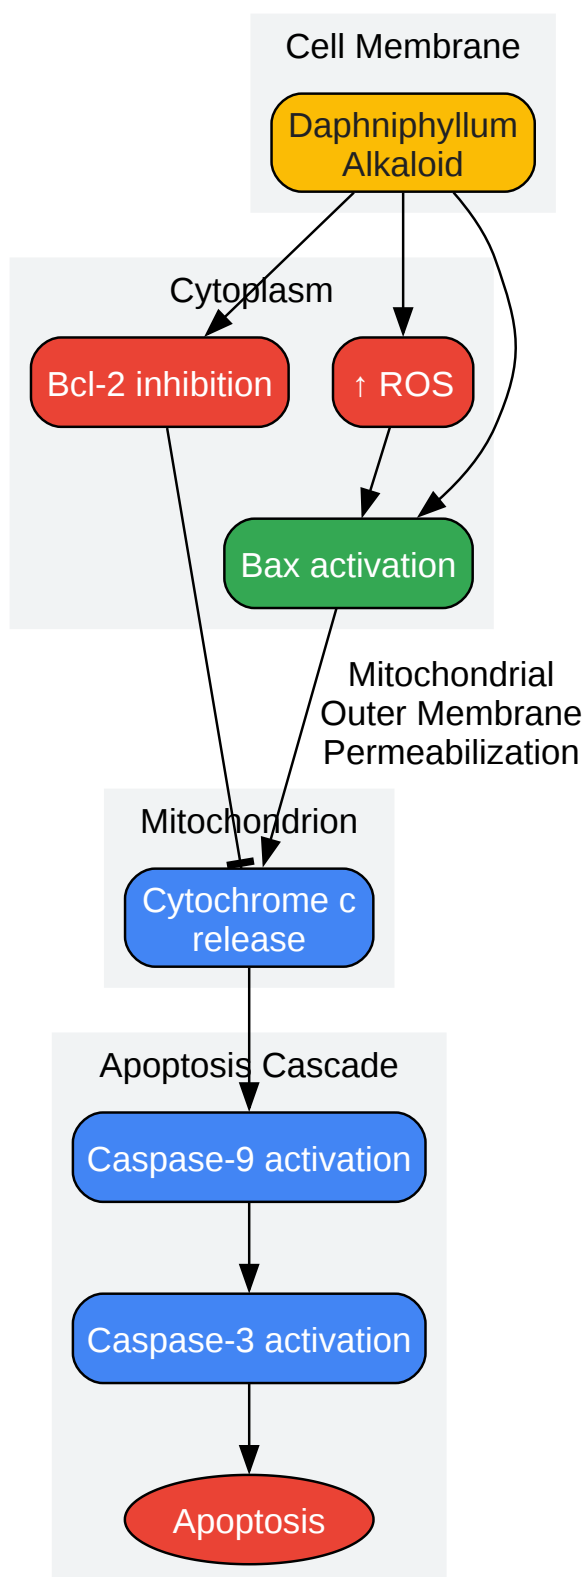 Cell Membrane
Daphniphyllum
Alkaloid
Cytoplasm
Bcl-2 inhibition
↑ ROS
Bax activation
Mitochondrial
Outer Membrane
Permeabilization
Mitochondrion
Cytochrome c
release
Apoptosis Cascade
Caspase-9 activation
Caspase-3 activation
Apoptosis